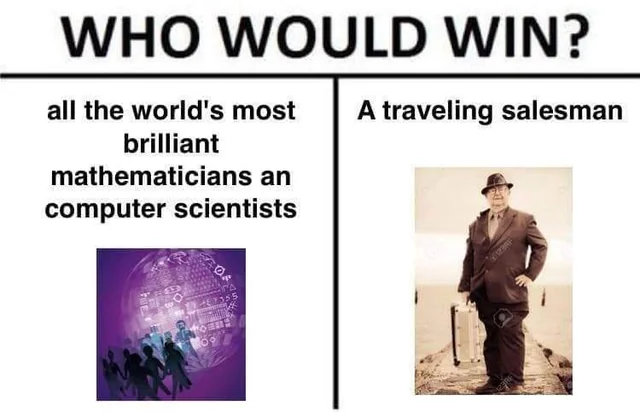 WHO WOULD WIN?
all the world's most
brilliant
mathematicians an
computer scientists
A traveling salesman